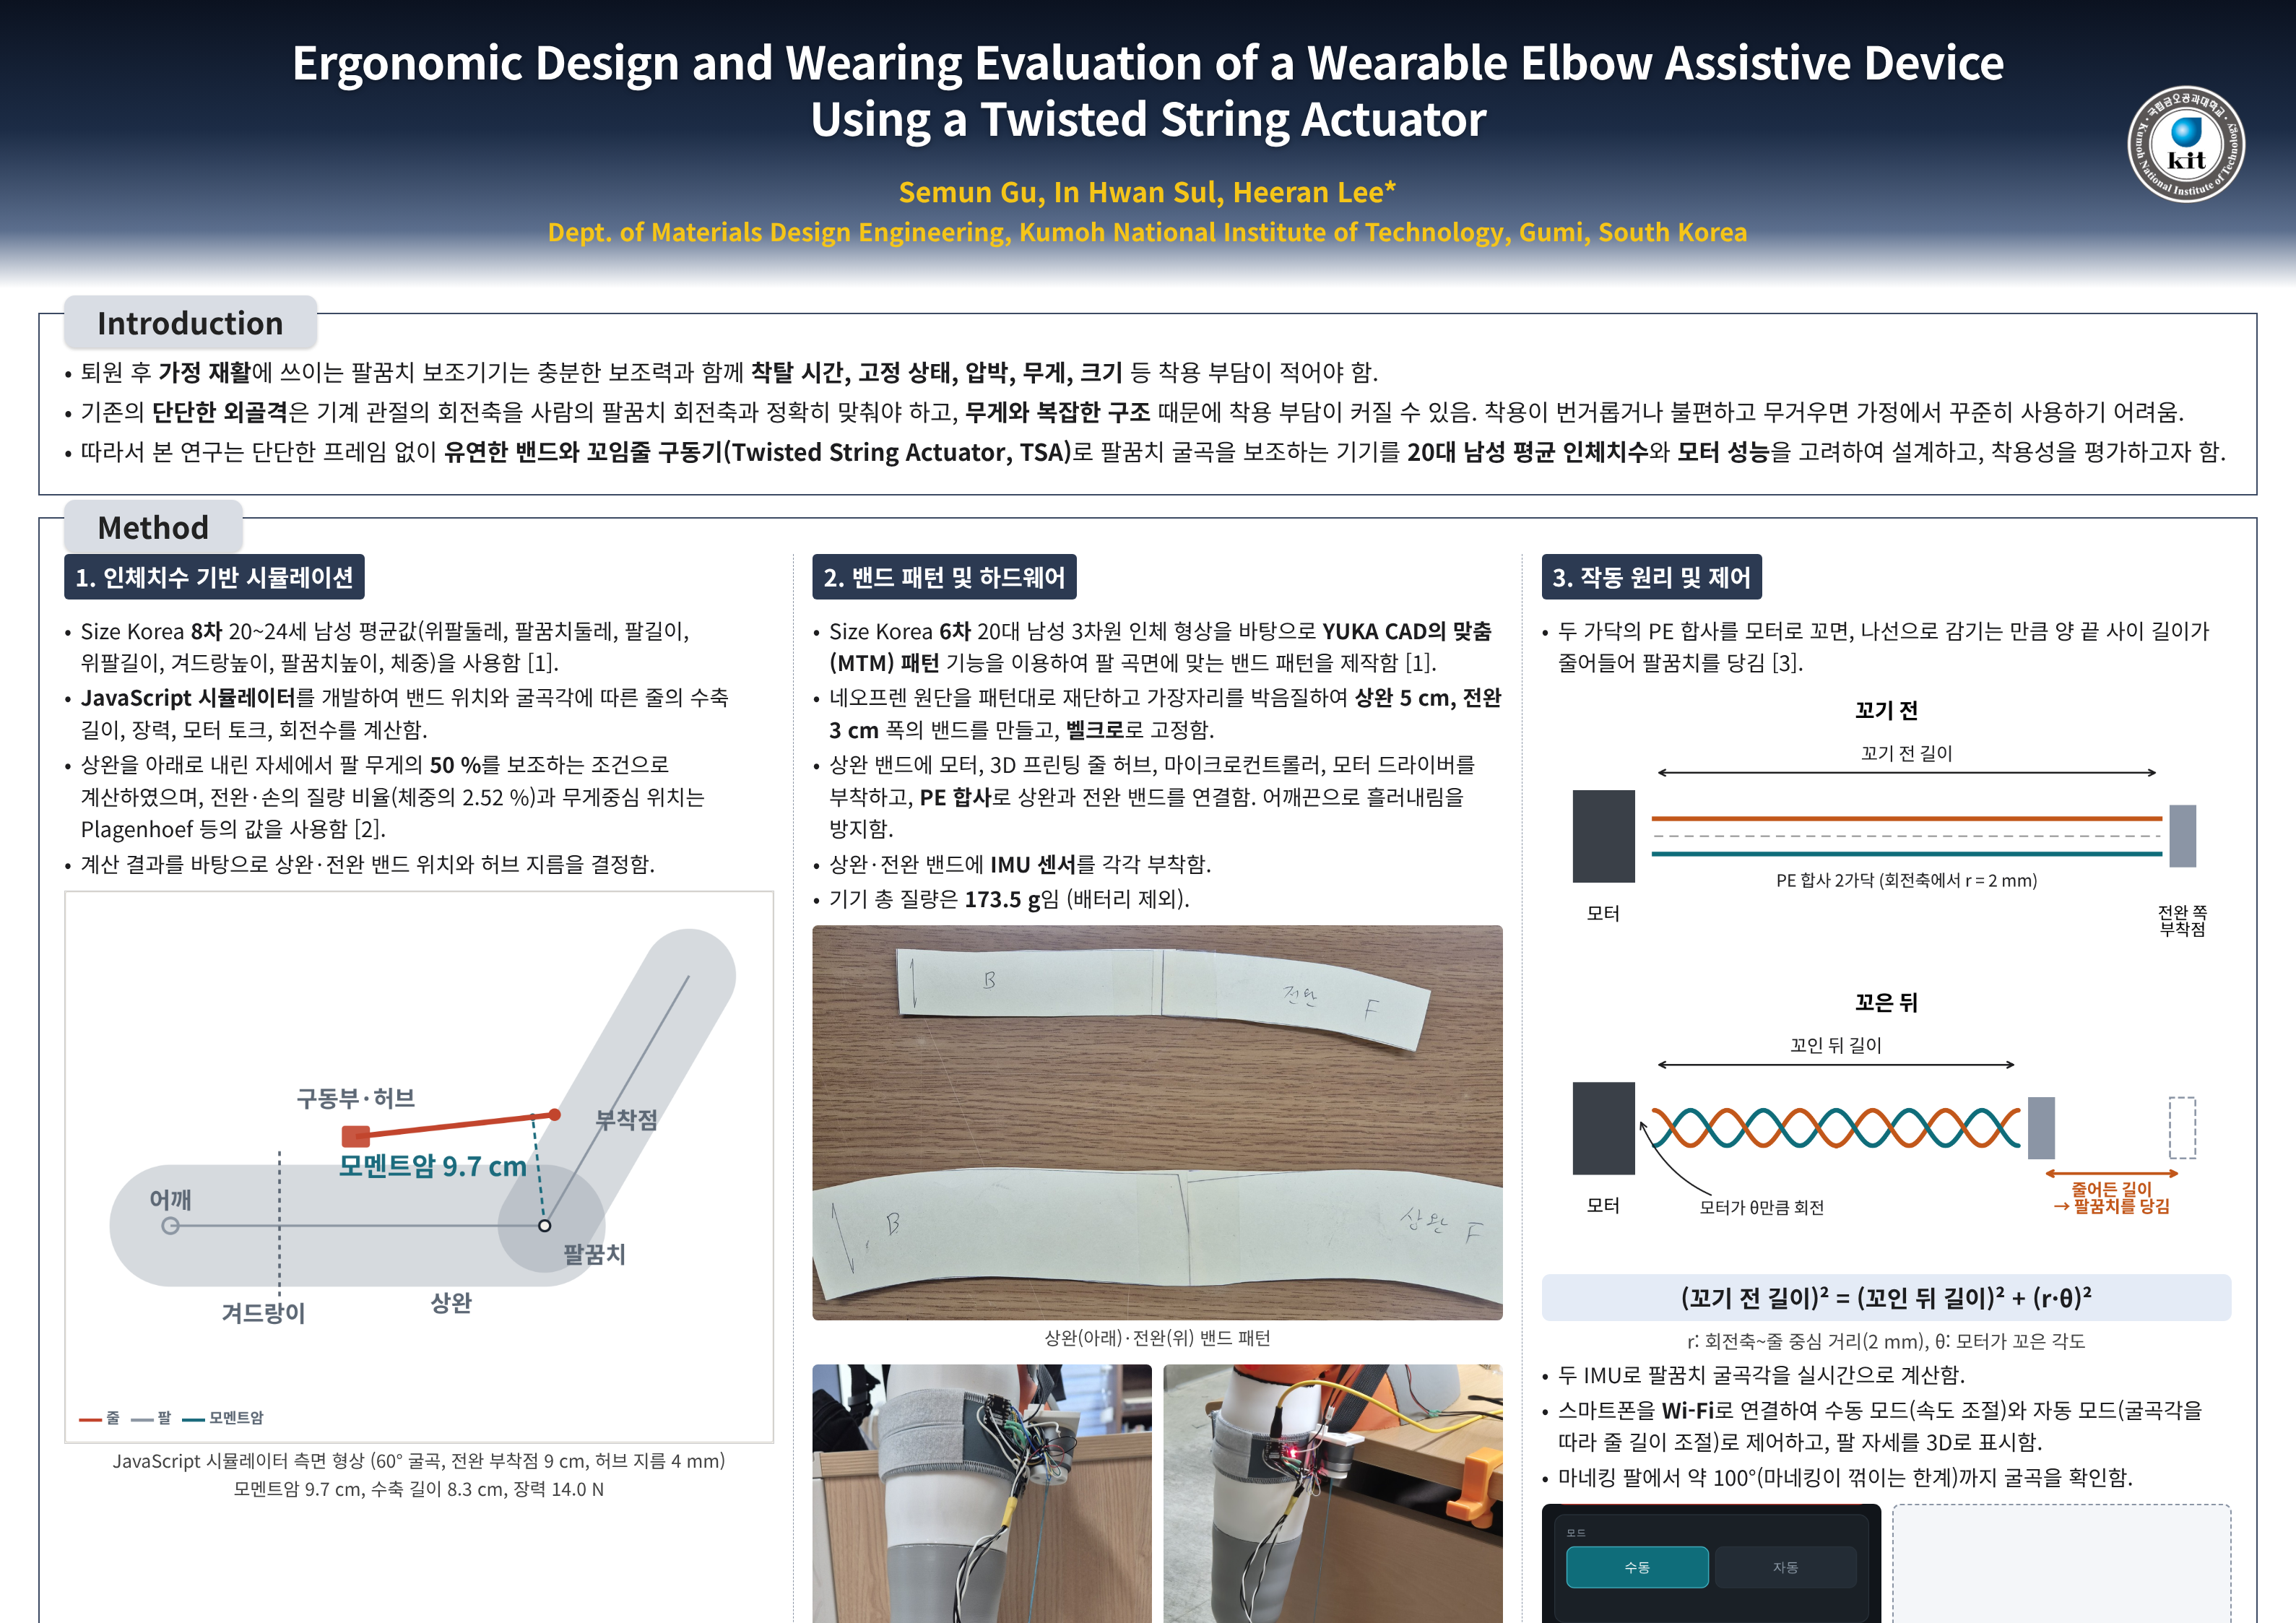 Ergonomic Design and Wearing Evaluation of a Wearable Elbow Assistive Device
Using a Twisted String Actuator
Semun Gu, In Hwan Sul, Heeran Lee*
Dept. of Materials Design Engineering, Kumoh National Institute of Technology, Gumi, South Korea
국립금오공과대학교
kit
Kumoh National Institute of Technology
Introduction
• 퇴원 후 가정 재활에 쓰이는 팔꿈치 보조기기는 충분한 보조력과 함께 착탈 시간, 고정 상태, 압박, 무게, 크기 등 착용 부담이 적어야 함.
• 기존의 단단한 외골격은 기계 관절의 회전축을 사람의 팔꿈치 회전축과 정확히 맞춰야 하고, 무게와 복잡한 구조 때문에 착용 부담이 커질 수 있음. 착용이 번거롭거나 불편하고 무거우면 가정에서 꾸준히 사용하기 어려움.
• 따라서 본 연구는 단단한 프레임 없이 유연한 밴드와 꼬임줄 구동기(Twisted String Actuator, TSA)로 팔꿈치 굴곡을 보조하는 기기를 20대 남성 평균 인체치수와 모터 성능을 고려하여 설계하고, 착용성을 평가하고자 함.
Method
1. 인체치수 기반 시뮬레이션
• Size Korea 8차 20~24세 남성 평균값(위팔둘레, 팔꿈치둘레, 팔길이,
위팔길이, 겨드랑높이, 팔꿈치높이, 체중)을 사용함 [1].
• JavaScript 시뮬레이터를 개발하여 밴드 위치와 굴곡각에 따른 줄의 수축
길이, 장력, 모터 토크, 회전수를 계산함.
• 상완을 아래로 내린 자세에서 팔 무게의 50 %를 보조하는 조건으로
계산하였으며, 전완·손의 질량 비율(체중의 2.52 %)과 무게중심 위치는
Plagenhoef 등의 값을 사용함 [2].
• 계산 결과를 바탕으로 상완·전완 밴드 위치와 허브 지름을 결정함.
구동부·허브
부착점
모멘트암 9.7 cm
어깨
팔꿈치
겨드랑이
상완
줄 팔 모멘트암
JavaScript 시뮬레이터 측면 형상 (60° 굴곡, 전완 부착점 9 cm, 허브 지름 4 mm)
모멘트암 9.7 cm, 수축 길이 8.3 cm, 장력 14.0 N
2. 밴드 패턴 및 하드웨어
• Size Korea 6차 20대 남성 3차원 인체 형상을 바탕으로 YUKA CAD의 맞춤
(MTM) 패턴 기능을 이용하여 팔 곡면에 맞는 밴드 패턴을 제작함 [1].
• 네오프렌 원단을 패턴대로 재단하고 가장자리를 박음질하여 상완 5 cm, 전완
3 cm 폭의 밴드를 만들고, 벨크로로 고정함.
• 상완 밴드에 모터, 3D 프린팅 줄 허브, 마이크로컨트롤러, 모터 드라이버를
부착하고, PE 합사로 상완과 전완 밴드를 연결함. 어깨끈으로 흘러내림을
방지함.
• 상완·전완 밴드에 IMU 센서를 각각 부착함.
• 기기 총 질량은 173.5 g임 (배터리 제외).
B 전완 F
B 상완 F
상완(아래)·전완(위) 밴드 패턴
3. 작동 원리 및 제어
• 두 가닥의 PE 합사를 모터로 꼬면, 나선으로 감기는 만큼 양 끝 사이 길이가
줄어들어 팔꿈치를 당김 [3].
꼬기 전
꼬기 전 길이
PE 합사 2가닥 (회전축에서 r = 2 mm)
모터
전완 쪽
부착점
꼬은 뒤
꼬인 뒤 길이
모터
모터가 θ만큼 회전
줄어든 길이
→ 팔꿈치를 당김
(꼬기 전 길이)² = (꼬인 뒤 길이)² + (r·θ)²
r: 회전축~줄 중심 거리(2 mm), θ: 모터가 꼬은 각도
• 두 IMU로 팔꿈치 굴곡각을 실시간으로 계산함.
• 스마트폰을 Wi-Fi로 연결하여 수동 모드(속도 조절)와 자동 모드(굴곡각을
따라 줄 길이 조절)로 제어하고, 팔 자세를 3D로 표시함.
• 마네킹 팔에서 약 100°(마네킹이 꺾이는 한계)까지 굴곡을 확인함.
모드
수동 자동